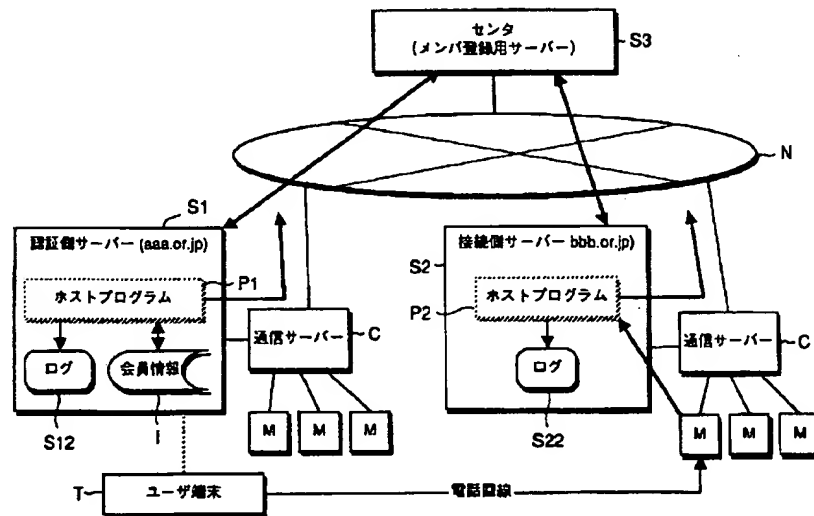 センタ
(メンバ登録用サーバー)
S3
N
S1
認証側サーバー (aaa.or.jp)
P1
ホストプログラム
ログ
会員情報
S12
I
通信サーバー
C
M
M
M
接続側サーバー bbb.or.jp)
S2
P2
ホストプログラム
ログ
S22
通信サーバー
C
M
M
M
T
ユーザ端末
電話回線